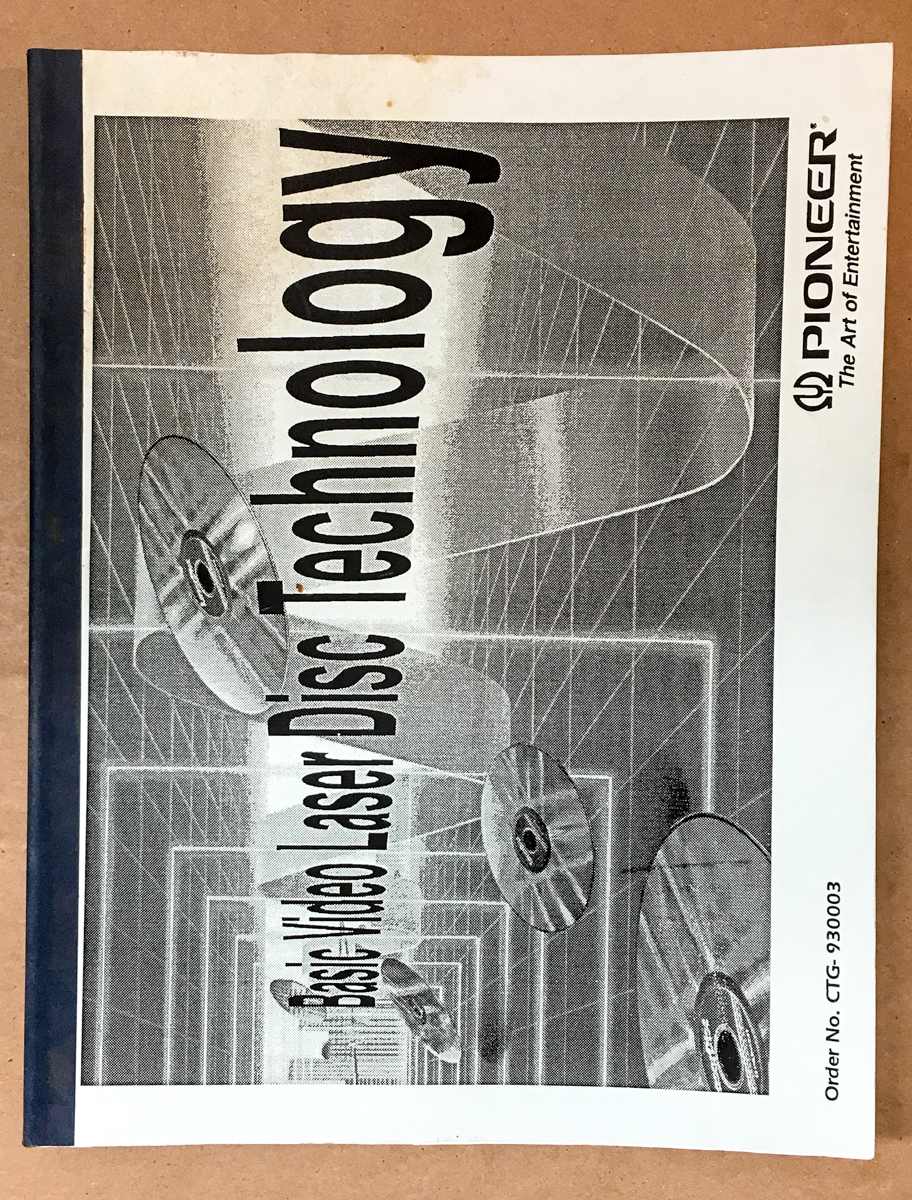 Basic Video Laser Disc Technology
Order No. CTG- 930003
PIONEER®
The Art of Entertainment